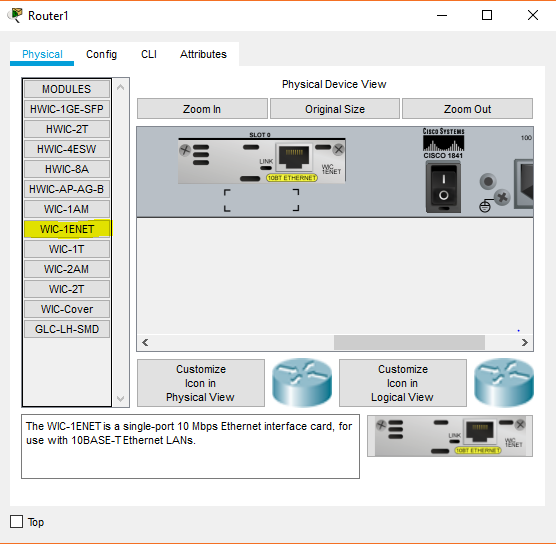 Router1
Physical Config CLI Attributes
MODULES
HWIC-1GE-SFP
HWIC-2T
HWIC-4ESW
HWIC-8A
HWIC-AP-AG-B
WIC-1AM
WIC-1ENET
WIC-1T
WIC-2AM
WIC-2T
WIC-Cover
GLC-LH-SMD
Physical Device View
Zoom In Original Size Zoom Out
SLOT 0
LINK
WIC
1ENET
10BT ETHERNET
CISCO SYSTEMS
CISCO 1841
I
O
100
Customize
Icon in
Physical View
Customize
Icon in
Logical View
The WIC-1ENET is a single-port 10 Mbps Ethernet interface card, for
use with 10BASE-T Ethernet LANs.
LINK
WIC
1ENET
10BT ETHERNET
Top